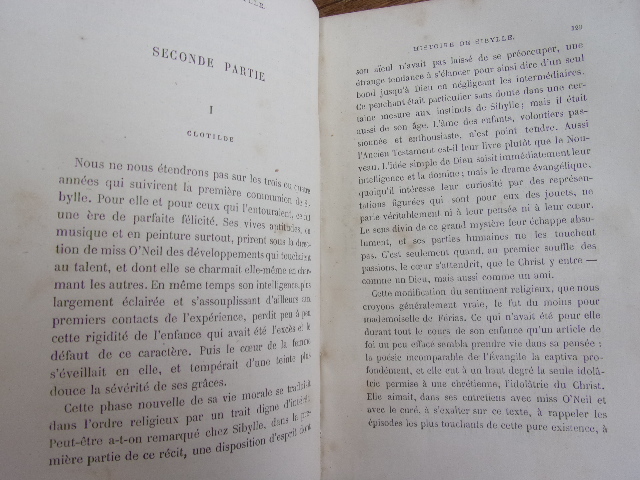 SECONDE PARTIE
I
CLOTILDE
Nous ne nous étendrons pas sur les trois ou quatre
années qui suivirent la première communion de Si-
bylle. Pour elle et pour ceux qui l'entouraient, ce fut
une ère de parfaite félicité. Ses vives aptitudes, en
musique et en peinture surtout, prirent sous la direc-
tion de miss O'Neil des développements qui touchaient
au talent, et dont elle se charmait elle-même en char-
mant les autres. En même temps son intelligence, plus
largement éclairée et s'assouplissant d'ailleurs aux
premiers contacts de l'expérience, perdit peu à peu
cette rigidité de l'enfance qui avait été l'excès et le
défaut de ce caractère. Puis le cœur de la femme
s'éveillait en elle, et tempérait d'une teinte plus
douce la sévérité de ses grâces.
Cette phase nouvelle de sa vie morale se traduisit
dans l'ordre religieux par un trait digne d'intérêt.
Peut-être a-t-on remarqué chez Sibylle, dans la pre-
mière partie de ce récit, une disposition d'esprit dont
HISTOIRE DE SIBYLLE.
son aïeul n'avait pas laissé de se préoccuper, une
étrange tendance à s'élancer pour ainsi dire d'un seul
bond jusqu'à Dieu en négligeant les intermédiaires.
Ce penchant était particulier sans doute dans une cer-
taine mesure aux instincts de Sibylle; mais il était
aussi de son âge. L'âme des enfants, volontiers pas-
sionnée et enthousiaste, n'est point tendre. Aussi
l'Ancien Testament est-il leur livre plutôt que le Nou-
veau. L'idée simple de Dieu saisit immédiatement leur
intelligence et la domine; mais le drame évangélique,
quoiqu'il intéresse leur curiosité par des représen-
tations figurées qui sont pour eux des jouets, ne
parle véritablement ni à leur pensée ni à leur cœur.
Le sens divin de ce grand mystère leur échappe abso-
lument, et ses parties humaines ne les touchent
pas. C'est seulement quand, au premier souffle des
passions, le cœur s'attendrit, que le Christ y entre —
comme un Dieu, mais aussi comme un ami.
Cette modification du sentiment religieux, que nous
croyons généralement vraie, le fut du moins pour
mademoiselle de Férias. Ce qui n'avait été pour elle
durant tout le cours de son enfance qu'un article de
foi un peu effacé sembla prendre vie dans sa pensée :
la poésie incomparable de l'Évangile la captiva pro-
fondément, et elle eut à un haut degré la seule idolâ-
trie permise à une chrétienne, l'idolâtrie du Christ.
Elle aimait, dans ses entretiens avec miss O'Neil et
avec le curé, à s'exalter sur ce texte, à rappeler les
épisodes les plus touchants de cette pure existence, à